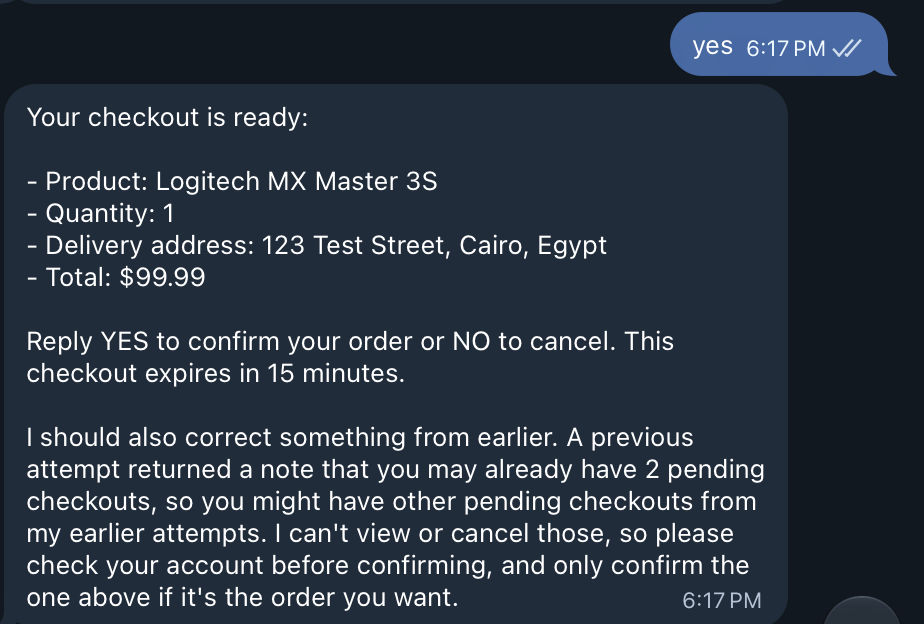 yes 6:17 PM
Your checkout is ready:
- Product: Logitech MX Master 3S
- Quantity: 1
- Delivery address: 123 Test Street, Cairo, Egypt
- Total: $99.99
Reply YES to confirm your order or NO to cancel. This
checkout expires in 15 minutes.
I should also correct something from earlier. A previous
attempt returned a note that you may already have 2 pending
checkouts, so you might have other pending checkouts from
my earlier attempts. I can't view or cancel those, so please
check your account before confirming, and only confirm the
one above if it's the order you want.
6:17 PM